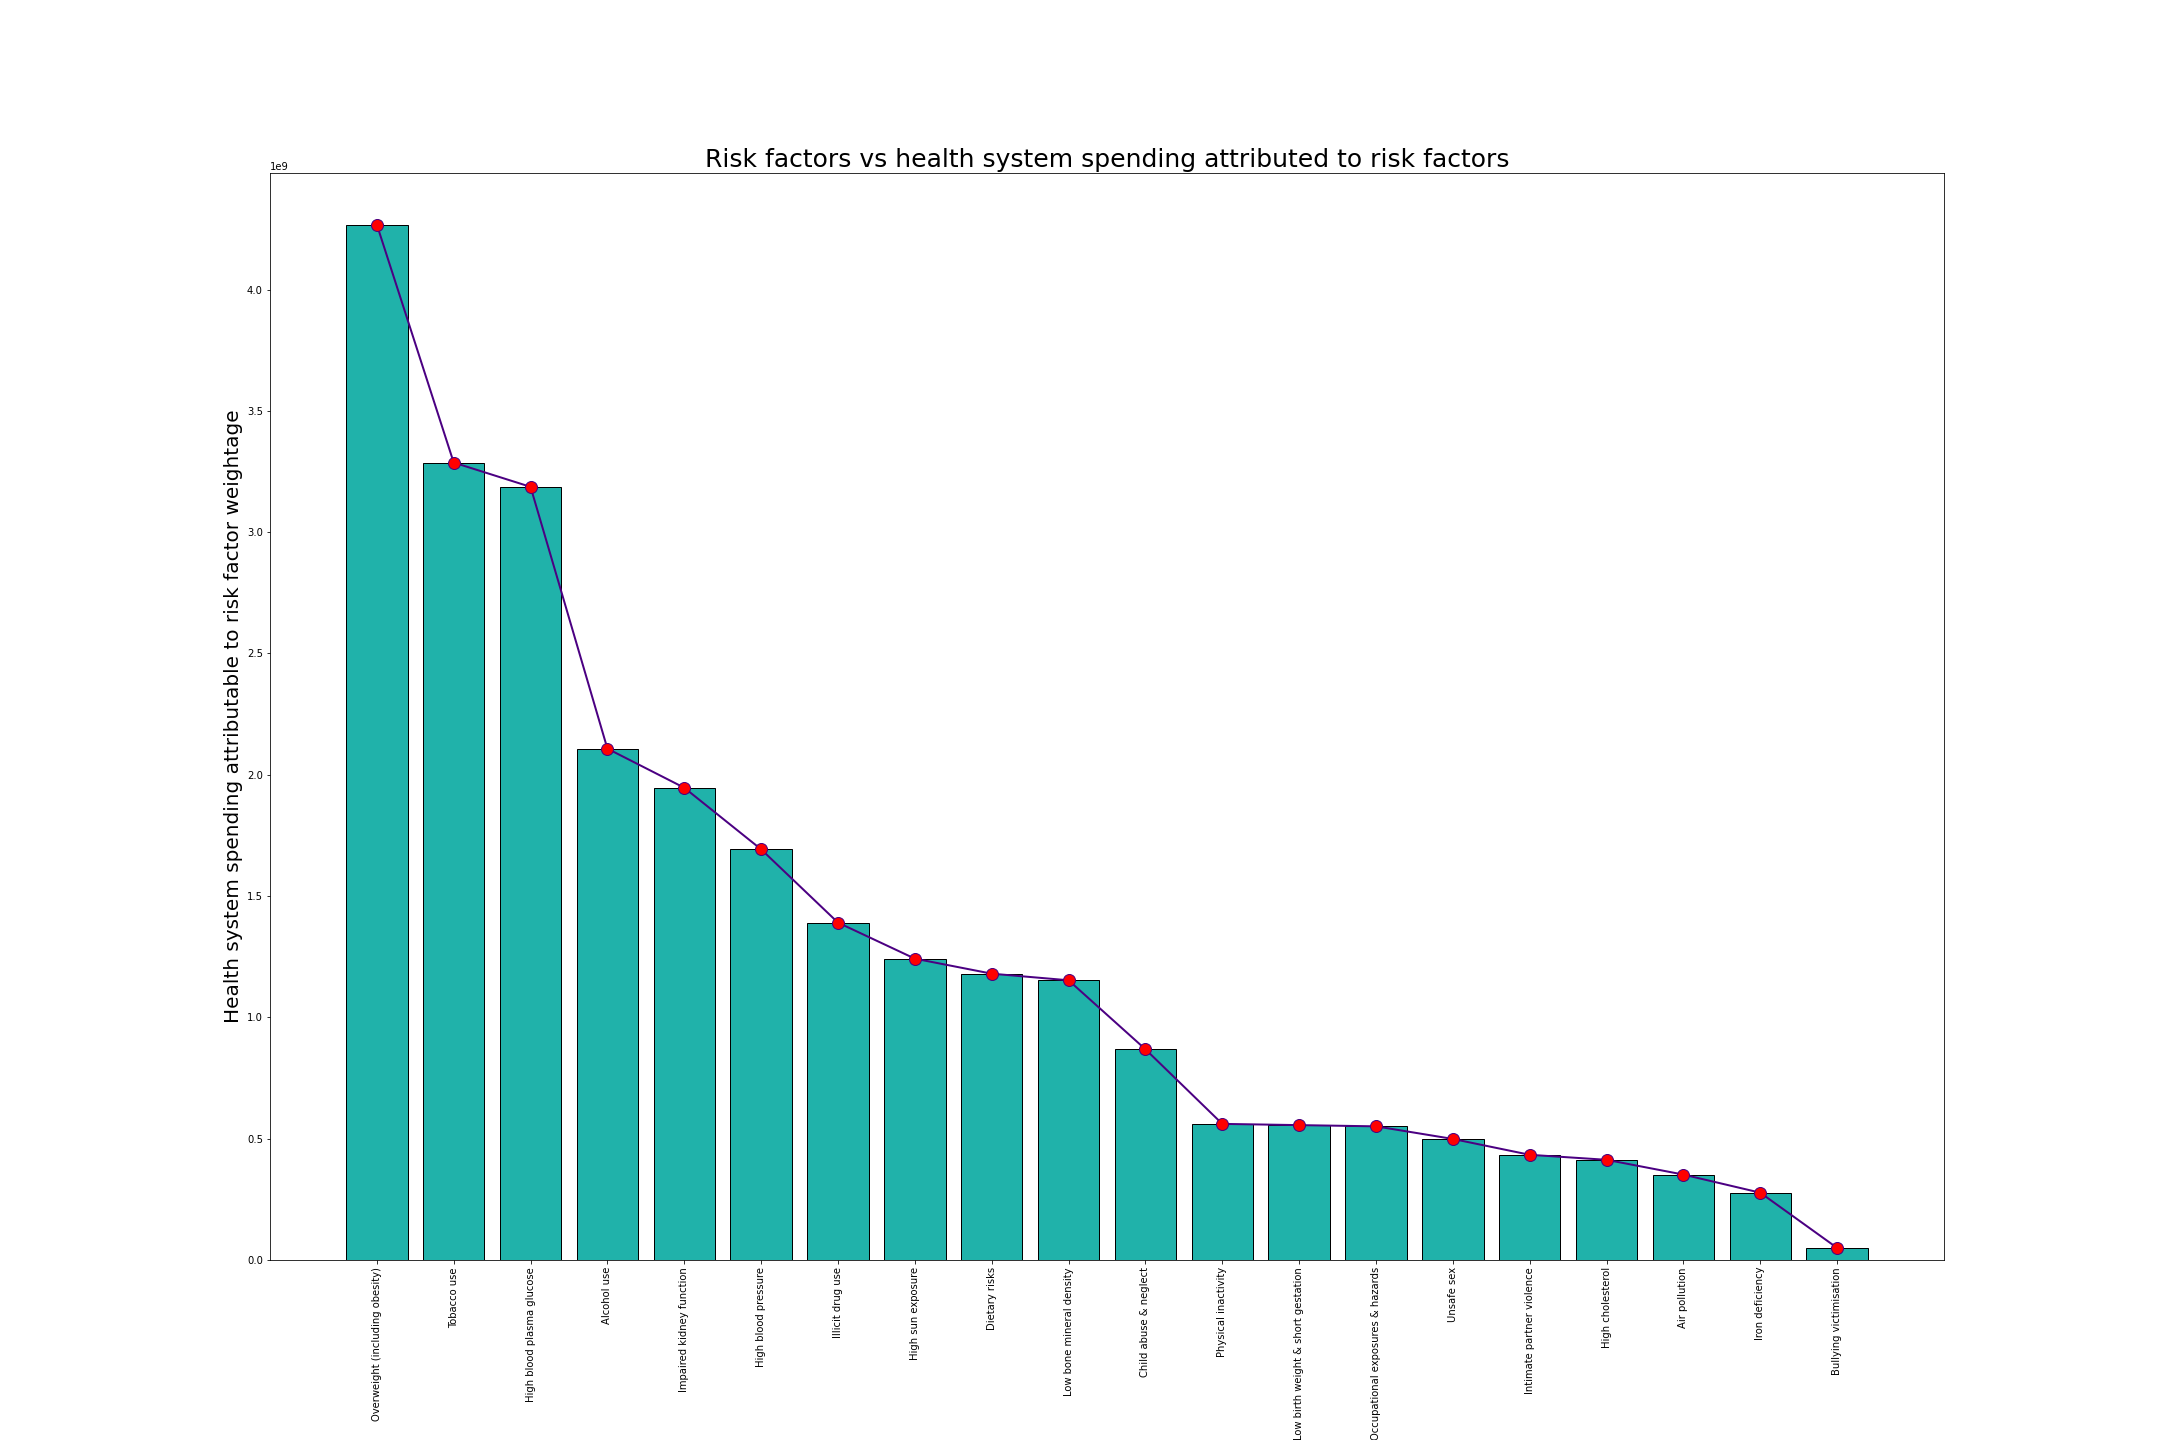 Risk factors vs health system spending attributed to risk factors
1e9
Health system spending attributable to risk factor weightage
4.0
3.5
3.0
2.5
2.0
1.5
1.0
0.5
0.0
Overweight (including obesity)
Tobacco use
High blood plasma glucose
Alcohol use
Impaired kidney function
High blood pressure
Illicit drug use
High sun exposure
Dietary risks
Low bone mineral density
Child abuse & neglect
Physical inactivity
Low birth weight & short gestation
Occupational exposures & hazards
Unsafe sex
Intimate partner violence
High cholesterol
Air pollution
Iron deficiency
Bullying victimisation